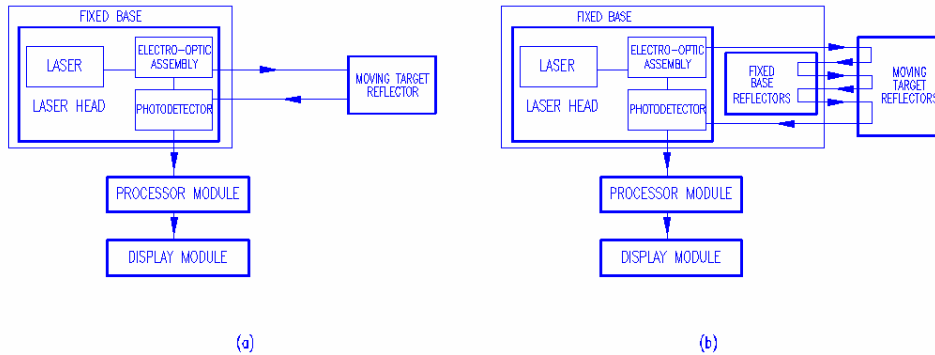 FIXED BASE
LASER
ELECTRO-OPTIC
ASSEMBLY
LASER HEAD
PHOTODETECTOR
MOVING TARGET
REFLECTOR
PROCESSOR MODULE
DISPLAY MODULE
(a)
FIXED BASE
LASER
ELECTRO-OPTIC
ASSEMBLY
LASER HEAD
PHOTODETECTOR
FIXED
BASE
REFLECTORS
MOVING
TARGET
REFLECTORS
PROCESSOR MODULE
DISPLAY MODULE
(b)